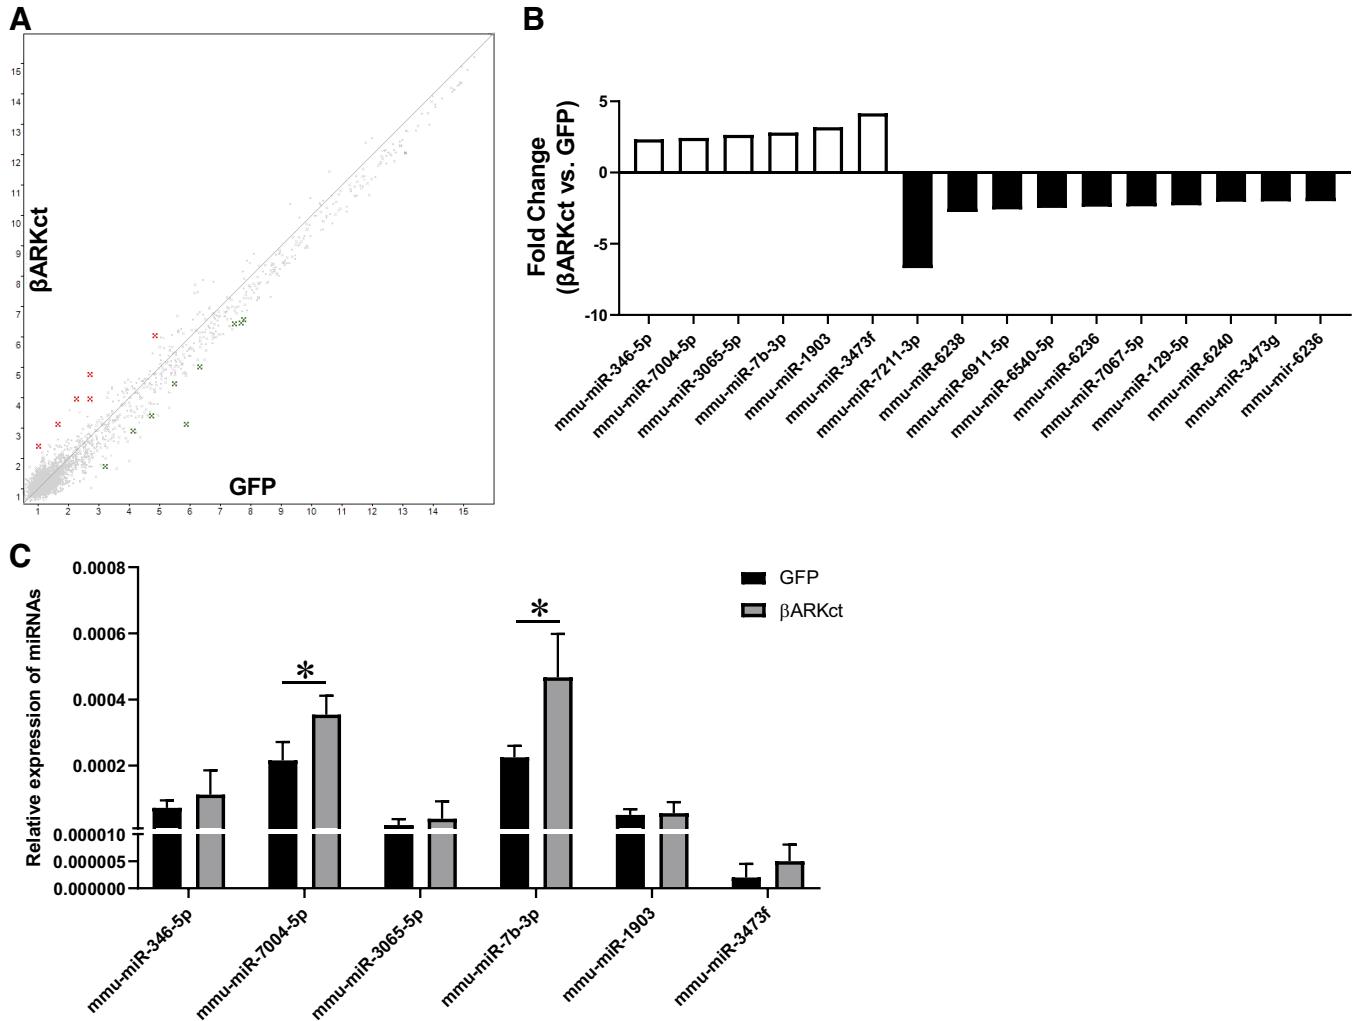 A
βARKct
15
14
13
12
11
10
9
8
7
6
5
4
3
2
1
GFP
1 2 3 4 5 6 7 8 9 10 11 12 13 14 15
B
Fold Change
(βARKct vs. GFP)
5
0
-5
-10
mmu-miR-346-5p
mmu-miR-7004-5p
mmu-miR-3065-5p
mmu-miR-7b-3p
mmu-miR-1903
mmu-miR-3473f
mmu-miR-7211-3p
mmu-miR-6238
mmu-miR-6911-5p
mmu-miR-6540-5p
mmu-miR-6236
mmu-miR-7067-5p
mmu-miR-129-5p
mmu-miR-6240
mmu-miR-3473g
mmu-mir-6236
C
Relative expression of miRNAs
0.0008
0.0006
0.0004
0.0002
0.000010
0.000005
0.000000
*
*
GFP
βARKct
mmu-miR-346-5p
mmu-miR-7004-5p
mmu-miR-3065-5p
mmu-miR-7b-3p
mmu-miR-1903
mmu-miR-3473f